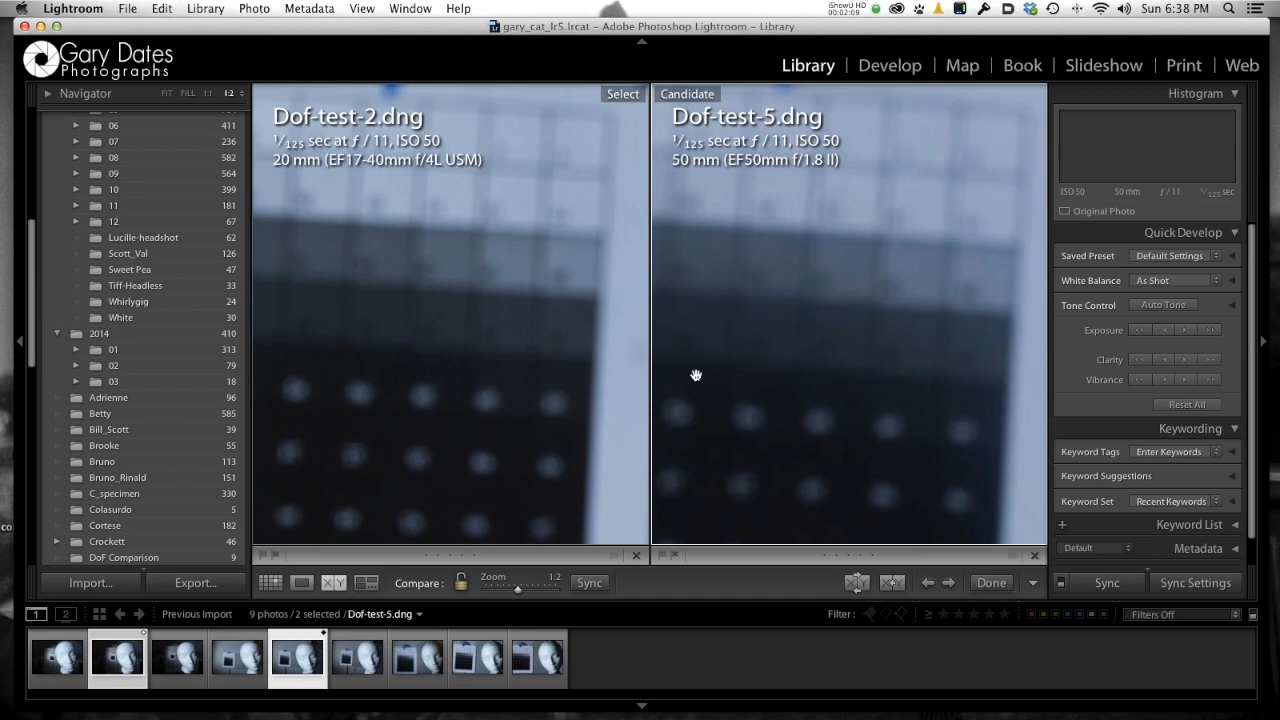 Lightroom File Edit Library Photo Metadata View Window Help
iShowU HD
00:02:09
Sun 6:38 PM
gary_cat_lr5.lrcat - Adobe Photoshop Lightroom - Library
Gary Dates
Photographs
Library Develop Map Book Slideshow Print Web
Navigator FIT FILL 1:1 1:2
06 411
07 236
08 582
09 564
10 399
11 181
12 67
Lucille-headshot 62
Scott_Val 126
Sweet Pea 47
Tiff-Headless 33
Whirlygig 24
White 30
2014 410
01 313
02 79
03 18
Adrienne 96
Betty 585
Bill_Scott 39
Brooke 55
Bruno 113
Bruno_Rinald 151
C_specimen 330
Colasurdo 5
Cortese 182
Crockett 46
DoF Comparison 9
Import... Export...
Select
Dof-test-2.dng
1/125 sec at ƒ / 11, ISO 50
20 mm (EF17-40mm f/4L USM)
Candidate
Dof-test-5.dng
1/125 sec at ƒ / 11, ISO 50
50 mm (EF50mm f/1.8 II)
Histogram
ISO 50 50 mm ƒ / 11 1/125 sec
Original Photo
Quick Develop
Saved Preset Default Settings
White Balance As Shot
Tone Control Auto Tone
Exposure
Clarity
Vibrance
Reset All
Keywording
Keyword Tags Enter Keywords
Keyword Suggestions
Keyword Set Recent Keywords
Keyword List
Default Metadata
Sync Sync Settings
XY Compare : Zoom 1:2 Sync
Done
1 2 Previous Import 9 photos / 2 selected / Dof-test-5.dng
Filter : Filters Off